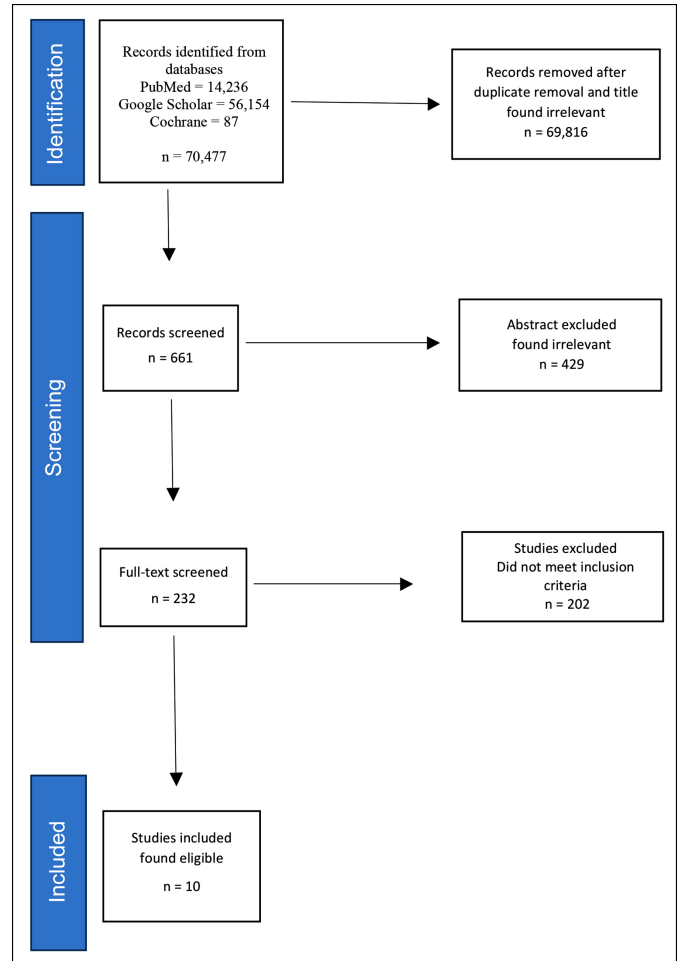 Identification
Records identified from
databases
PubMed = 14,236
Google Scholar = 56,154
Cochrane = 87
n = 70,477
Records removed after
duplicate removal and title
found irrelevant
n = 69,816
Screening
Records screened
n = 661
Abstract excluded
found irrelevant
n = 429
Full-text screened
n = 232
Studies excluded
Did not meet inclusion
criteria
n = 202
Included
Studies included
found eligible
n = 10